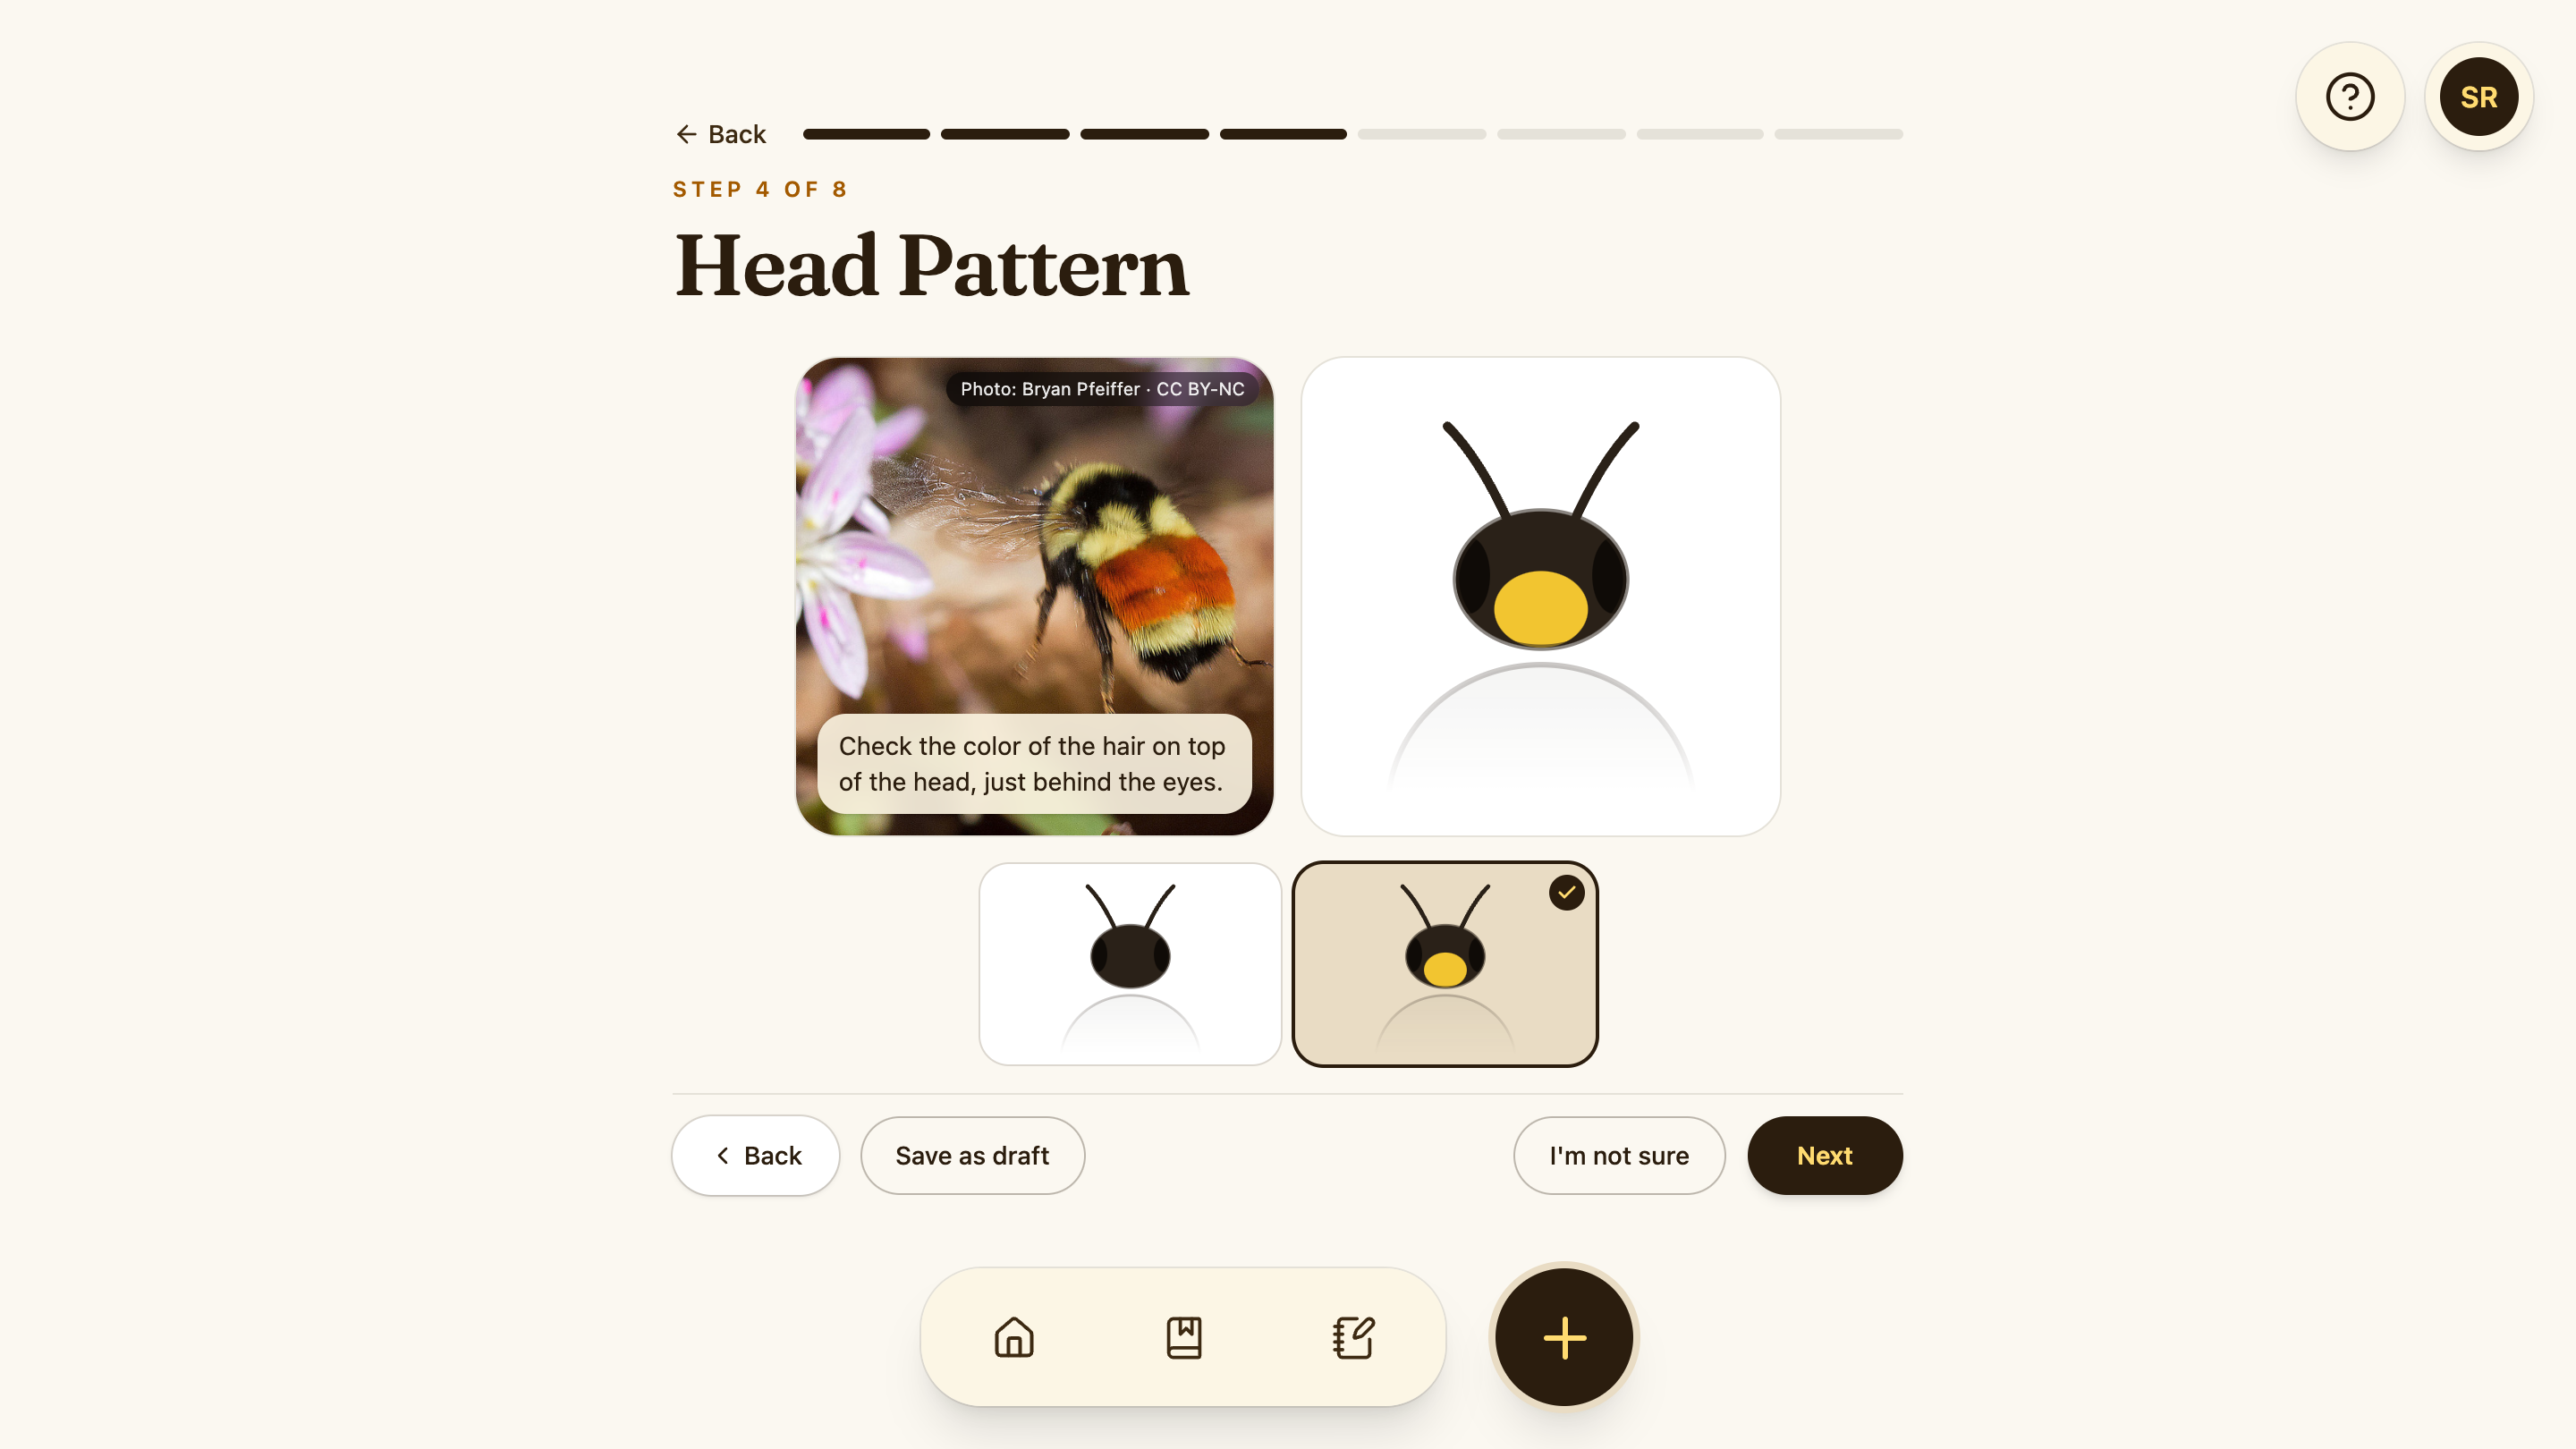 SR
Back
STEP 4 OF 8
Head Pattern
Photo: Bryan Pfeiffer · CC BY-NC
Check the color of the hair on top
of the head, just behind the eyes.
Back
Save as draft
I'm not sure
Next